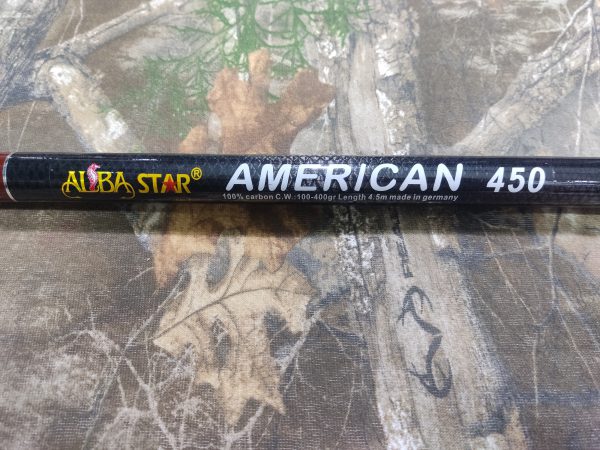 ALBA STAR® AMERICAN 450
100% carbon C.W.:100-400gr Length 4.5m made in germany